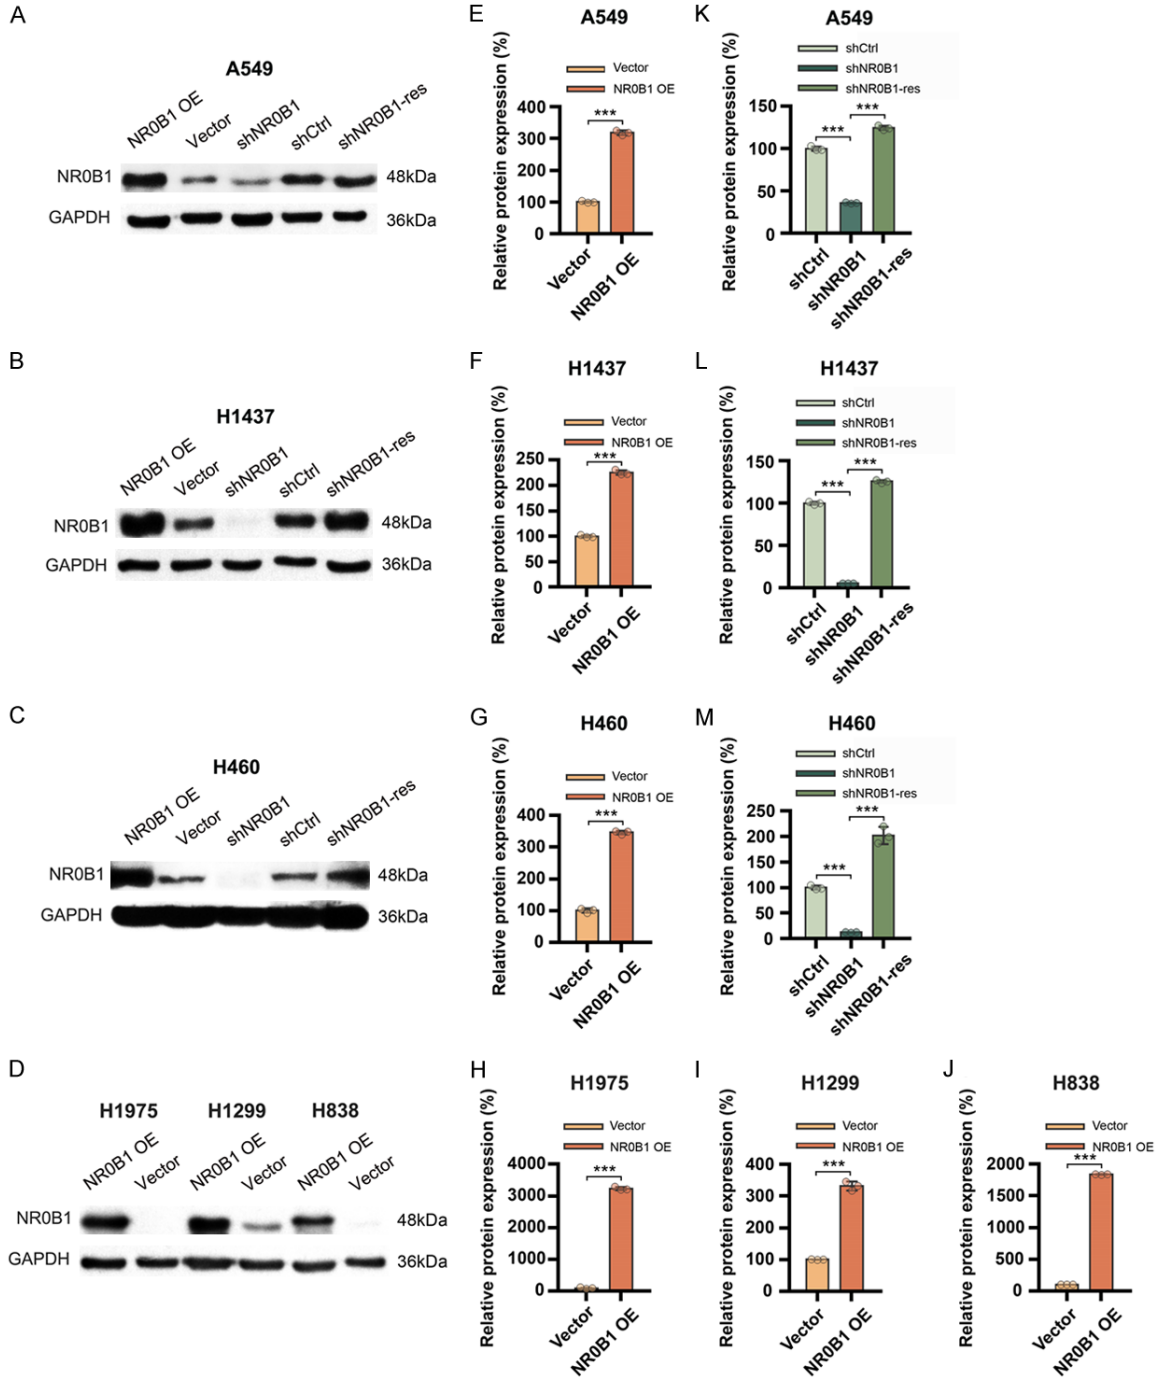 A
A549
NR0B1 OE
Vector
shNR0B1
shCtrl
shNR0B1-res
NR0B1
48kDa
GAPDH
36kDa
E
A549
Relative protein expression (%)
Vector
NR0B1 OE
***
400
300
200
100
0
Vector
NR0B1 OE
K
A549
Relative protein expression (%)
shCtrl
shNR0B1
shNR0B1-res
***
***
150
100
50
0
shCtrl
shNR0B1
shNR0B1-res
B
H1437
NR0B1 OE
Vector
shNR0B1
shCtrl
shNR0B1-res
NR0B1
48kDa
GAPDH
36kDa
F
H1437
Relative protein expression (%)
Vector
NR0B1 OE
***
250
200
150
100
50
0
Vector
NR0B1 OE
L
H1437
Relative protein expression (%)
shCtrl
shNR0B1
shNR0B1-res
***
***
150
100
50
0
shCtrl
shNR0B1
shNR0B1-res
C
H460
NR0B1 OE
Vector
shNR0B1
shCtrl
shNR0B1-res
NR0B1
48kDa
GAPDH
36kDa
G
H460
Relative protein expression (%)
Vector
NR0B1 OE
***
400
300
200
100
0
Vector
NR0B1 OE
M
H460
Relative protein expression (%)
shCtrl
shNR0B1
shNR0B1-res
***
***
250
200
150
100
50
0
shCtrl
shNR0B1
shNR0B1-res
D
H1975
H1299
H838
NR0B1 OE
Vector
NR0B1 OE
Vector
NR0B1 OE
Vector
NR0B1
48kDa
GAPDH
36kDa
H
H1975
Relative protein expression (%)
Vector
NR0B1 OE
***
4000
3000
2000
1000
0
Vector
NR0B1 OE
I
H1299
Relative protein expression (%)
Vector
NR0B1 OE
***
400
300
200
100
0
Vector
NR0B1 OE
J
H838
Relative protein expression (%)
Vector
NR0B1 OE
***
2000
1500
1000
500
0
Vector
NR0B1 OE